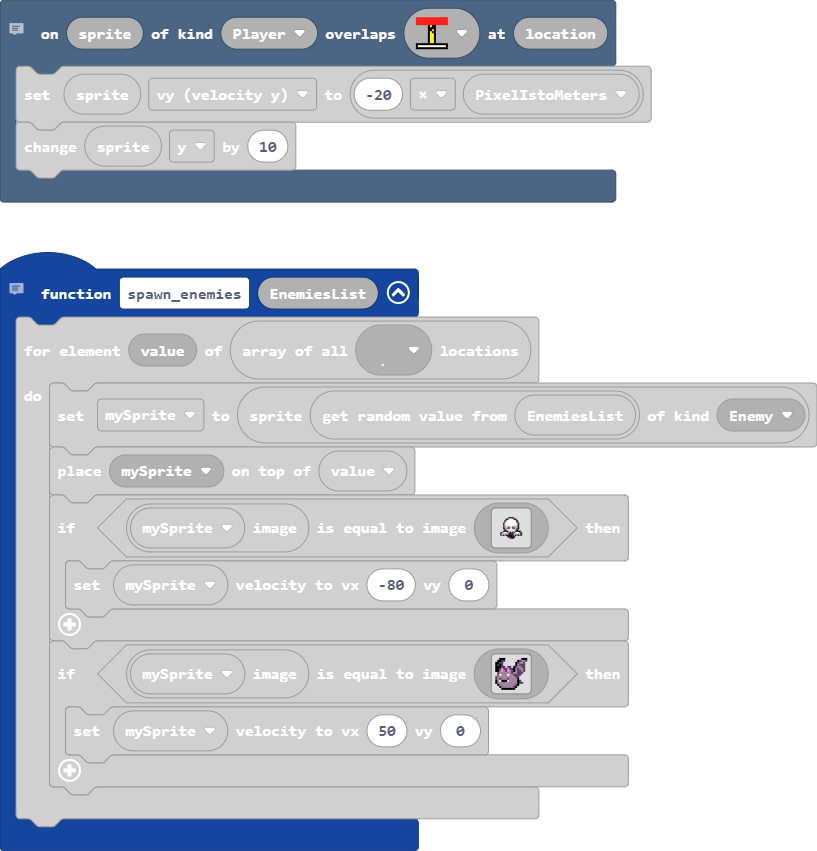 on sprite of kind Player overlaps at location
set sprite vy (velocity y) to -20 × PixelIstoMeters
change sprite y by 10
function spawn_enemies EnemiesList
for element value of array of all locations
do
set mySprite to sprite get random value from EnemiesList of kind Enemy
place mySprite on top of value
if mySprite image is equal to image then
set mySprite velocity to vx -80 vy 0
if mySprite image is equal to image then
set mySprite velocity to vx 50 vy 0